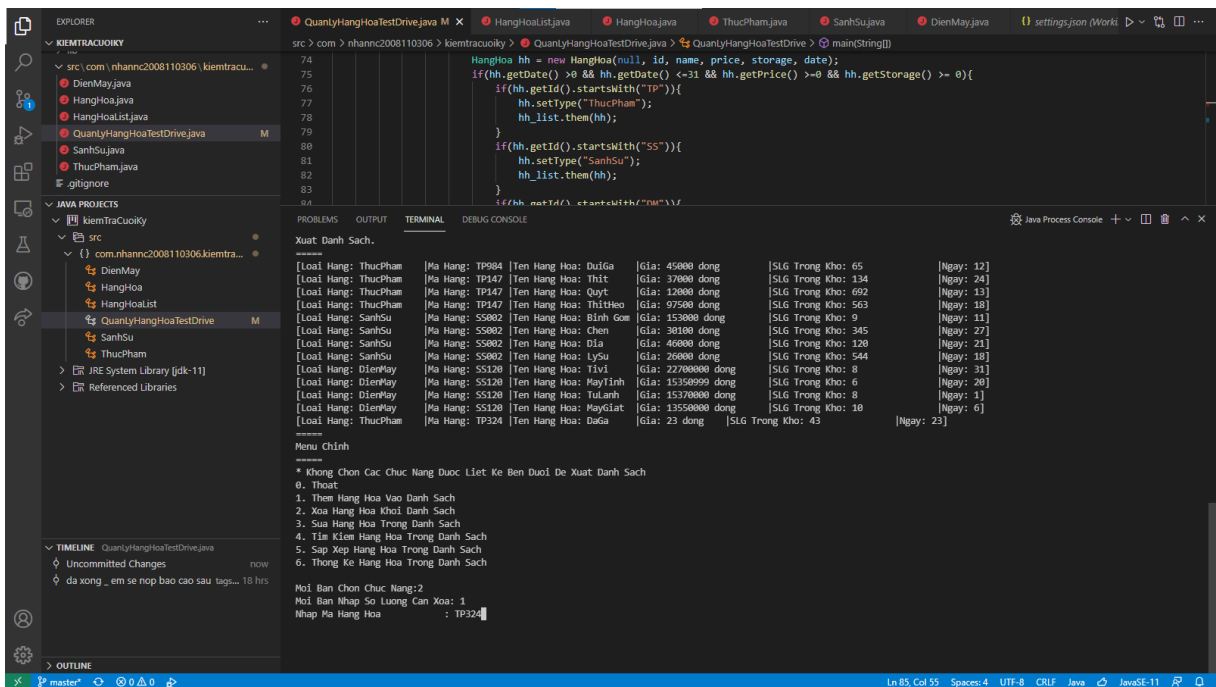 EXPLORER
KIEMTRACUOIKY
src\com\nhannc2008110306\kiemtracu...
DienMay.java
HangHoa.java
HangHoaList.java
QuanLyHangHoaTestDrive.java M
SanhSu.java
ThucPham.java
.gitignore
JAVA PROJECTS
kiemTraCuoiKy
src
com.nhannc2008110306.kiemtra...
DienMay
HangHoa
HangHoaList
QuanLyHangHoaTestDrive M
SanhSu
ThucPham
JRE System Library [jdk-11]
Referenced Libraries
TIMELINE QuanLyHangHoaTestDrive.java
Uncommitted Changes now
da xong _ em se nop bao cao sau tags... 18 hrs
OUTLINE
QuanLyHangHoaTestDrive.java M HangHoaList.java HangHoa.java ThucPham.java SanhSu.java DienMay.java settings.json (Worki
src > com > nhannc2008110306 > kiemtracuoiky > QuanLyHangHoaTestDrive.java > QuanLyHangHoaTestDrive > main(String[])
74 HangHoa hh = new HangHoa(null, id, name, price, storage, date);
75 if(hh.getDate() >0 && hh.getDate() <=31 && hh.getPrice() >=0 && hh.getStorage() >= 0){
76 if(hh.getId().startsWith("TP")){
77 hh.setType("ThucPham");
78 hh_list.them(hh);
79 }
80 if(hh.getId().startsWith("SS")){
81 hh.setType("SanhSu");
82 hh_list.them(hh);
83 }
84 if(hh.getId().startsWith("DM")){
PROBLEMS OUTPUT TERMINAL DEBUG CONSOLE Java Process Console
Xuat Danh Sach.
=====
[Loai Hang: ThucPham |Ma Hang: TP984 |Ten Hang Hoa: DuiGa |Gia: 45000 dong |SLG Trong Kho: 65 |Ngay: 12]
[Loai Hang: ThucPham |Ma Hang: TP147 |Ten Hang Hoa: Thit |Gia: 37000 dong |SLG Trong Kho: 134 |Ngay: 24]
[Loai Hang: ThucPham |Ma Hang: TP147 |Ten Hang Hoa: Quyt |Gia: 12000 dong |SLG Trong Kho: 692 |Ngay: 13]
[Loai Hang: ThucPham |Ma Hang: TP147 |Ten Hang Hoa: ThitHeo |Gia: 97500 dong |SLG Trong Kho: 563 |Ngay: 18]
[Loai Hang: SanhSu |Ma Hang: SS002 |Ten Hang Hoa: Binh Gom |Gia: 153000 dong |SLG Trong Kho: 9 |Ngay: 11]
[Loai Hang: SanhSu |Ma Hang: SS002 |Ten Hang Hoa: Chen |Gia: 30100 dong |SLG Trong Kho: 345 |Ngay: 27]
[Loai Hang: SanhSu |Ma Hang: SS002 |Ten Hang Hoa: Dia |Gia: 46000 dong |SLG Trong Kho: 120 |Ngay: 21]
[Loai Hang: SanhSu |Ma Hang: SS002 |Ten Hang Hoa: LySu |Gia: 26000 dong |SLG Trong Kho: 544 |Ngay: 18]
[Loai Hang: DienMay |Ma Hang: SS120 |Ten Hang Hoa: Tivi |Gia: 22700000 dong |SLG Trong Kho: 8 |Ngay: 31]
[Loai Hang: DienMay |Ma Hang: SS120 |Ten Hang Hoa: MayTinh |Gia: 15350999 dong |SLG Trong Kho: 6 |Ngay: 20]
[Loai Hang: DienMay |Ma Hang: SS120 |Ten Hang Hoa: TuLanh |Gia: 15370000 dong |SLG Trong Kho: 8 |Ngay: 1]
[Loai Hang: DienMay |Ma Hang: SS120 |Ten Hang Hoa: MayGiat |Gia: 13550000 dong |SLG Trong Kho: 10 |Ngay: 6]
[Loai Hang: ThucPham |Ma Hang: TP324 |Ten Hang Hoa: DaGa |Gia: 23 dong |SLG Trong Kho: 43 |Ngay: 23]
=====
Menu Chinh
=====
* Khong Chon Cac Chuc Nang Duoc Liet Ke Ben Duoi De Xuat Danh Sach
0. Thoat
1. Them Hang Hoa Vao Danh Sach
2. Xoa Hang Hoa Khoi Danh Sach
3. Sua Hang Hoa Trong Danh Sach
4. Tim Kiem Hang Hoa Trong Danh Sach
5. Sap Xep Hang Hoa Trong Danh Sach
6. Thong Ke Hang Hoa Trong Danh Sach
Moi Ban Chon Chuc Nang:2
Moi Ban Nhap So Luong Can Xoa: 1
Nhap Ma Hang Hoa : TP324
master* 0 0 0 Ln 85, Col 55 Spaces: 4 UTF-8 CRLF Java JavaSE-11